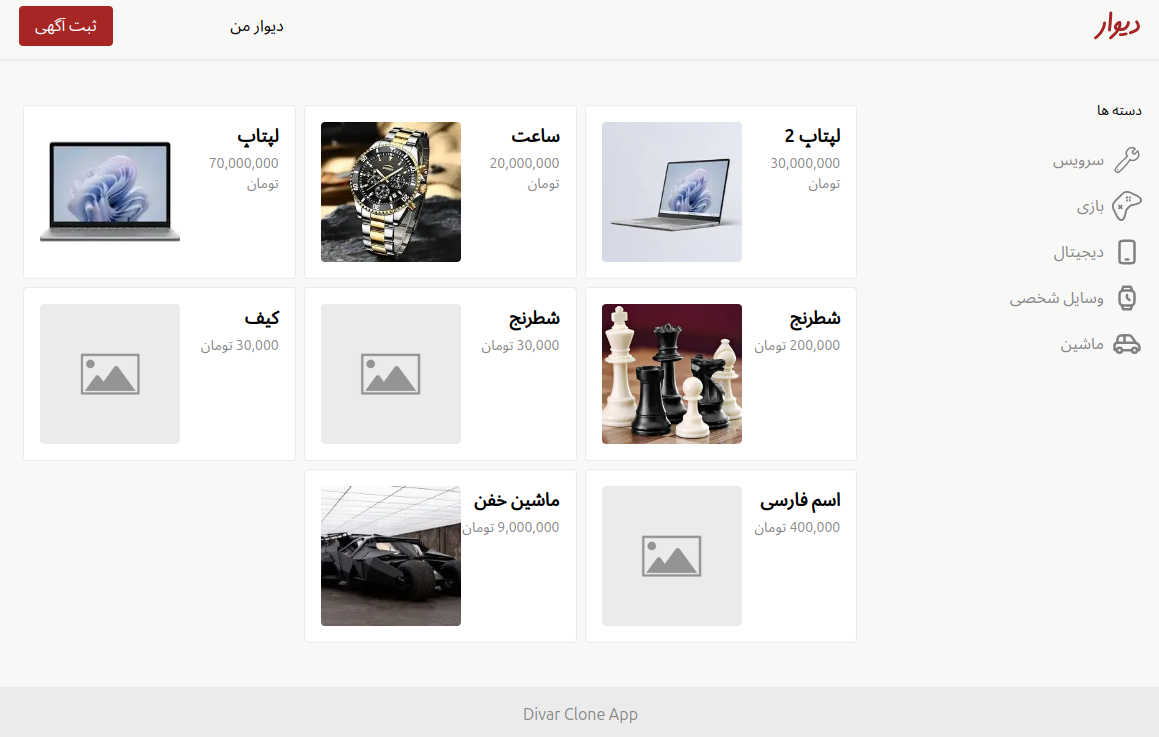 دیوار
دیوار من
ثبت آگهی
دسته ها
سرویس
بازی
دیجیتال
وسایل شخصی
ماشین
لپتاپ 2
30,000,000
تومان
ساعت
20,000,000
تومان
لپتاپ
70,000,000
تومان
شطرنج
200,000 تومان
شطرنج
30,000 تومان
کیف
30,000 تومان
اسم فارسی
400,000 تومان
ماشین خفن
9,000,000 تومان
Divar Clone App